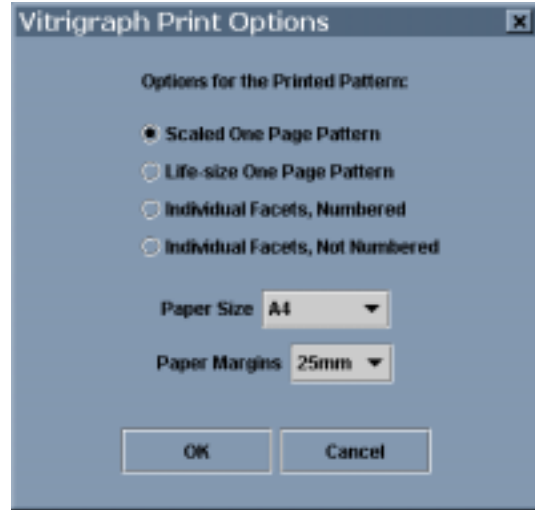 Vitrigraph Print Options
Options for the Printed Pattern:
Scaled One Page Pattern
Life-size One Page Pattern
Individual Facets, Numbered
Individual Facets, Not Numbered
Paper Size A4
Paper Margins 25mm
OK Cancel